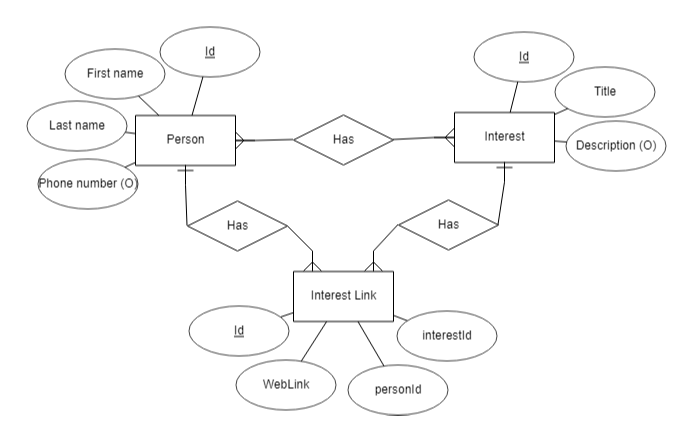 Id
First name
Last name
Phone number (O)
Person
Has
Id
Title
Interest
Description (O)
Has
Has
Interest Link
Id
interestId
WebLink
personId